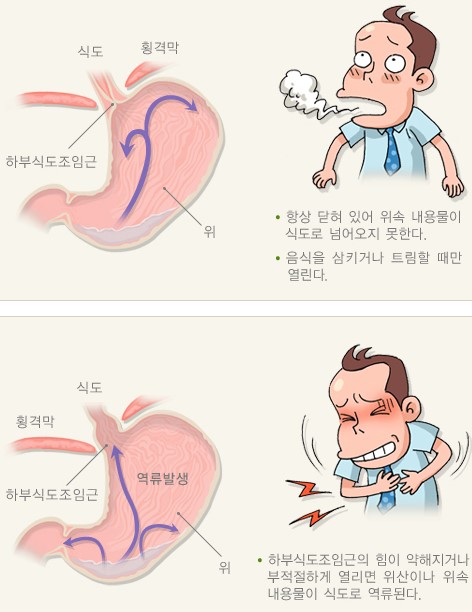 식도
횡격막
하부식도조임근
위
• 항상 닫혀 있어 위속 내용물이
식도로 넘어오지 못한다.
• 음식을 삼키거나 트림할 때만
열린다.
식도
횡격막
하부식도조임근
역류발생
위
• 하부식도조임근의 힘이 약해지거나
부적절하게 열리면 위산이나 위속
내용물이 식도로 역류된다.